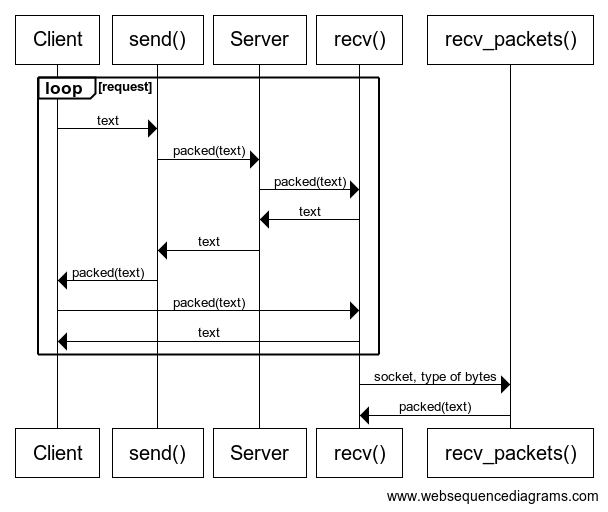 Client send() Server recv() recv_packets()
loop [request]
text
packed(text)
packed(text)
text
text
packed(text)
packed(text)
text
socket, type of bytes
packed(text)
Client send() Server recv() recv_packets()
www.websequencediagrams.com